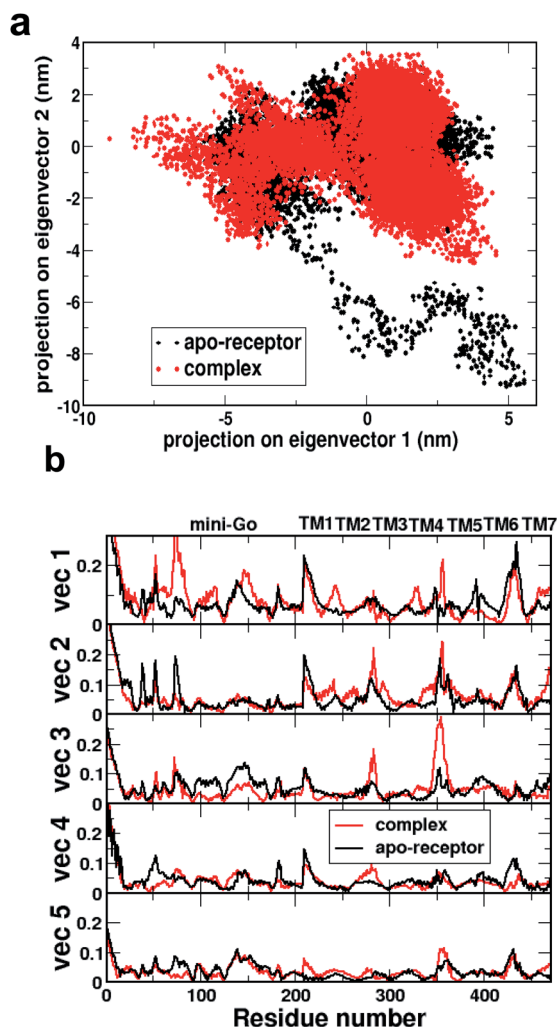 a
4
2
0
-2
-4
-6
-8
-10
projection on eigenvector 2 (nm)
apo-receptor
complex
-10 -5 0 5
projection on eigenvector 1 (nm)
b
mini-Go TM1 TM2 TM3 TM4 TM5 TM6 TM7
vec 1
0.2
0
vec 2
0.2
0.1
0
vec 3
0.2
0.1
0
vec 4
0.2
0.1
0
complex
apo-receptor
vec 5
0.2
0.1
0
0 100 200 300 400
Residue number